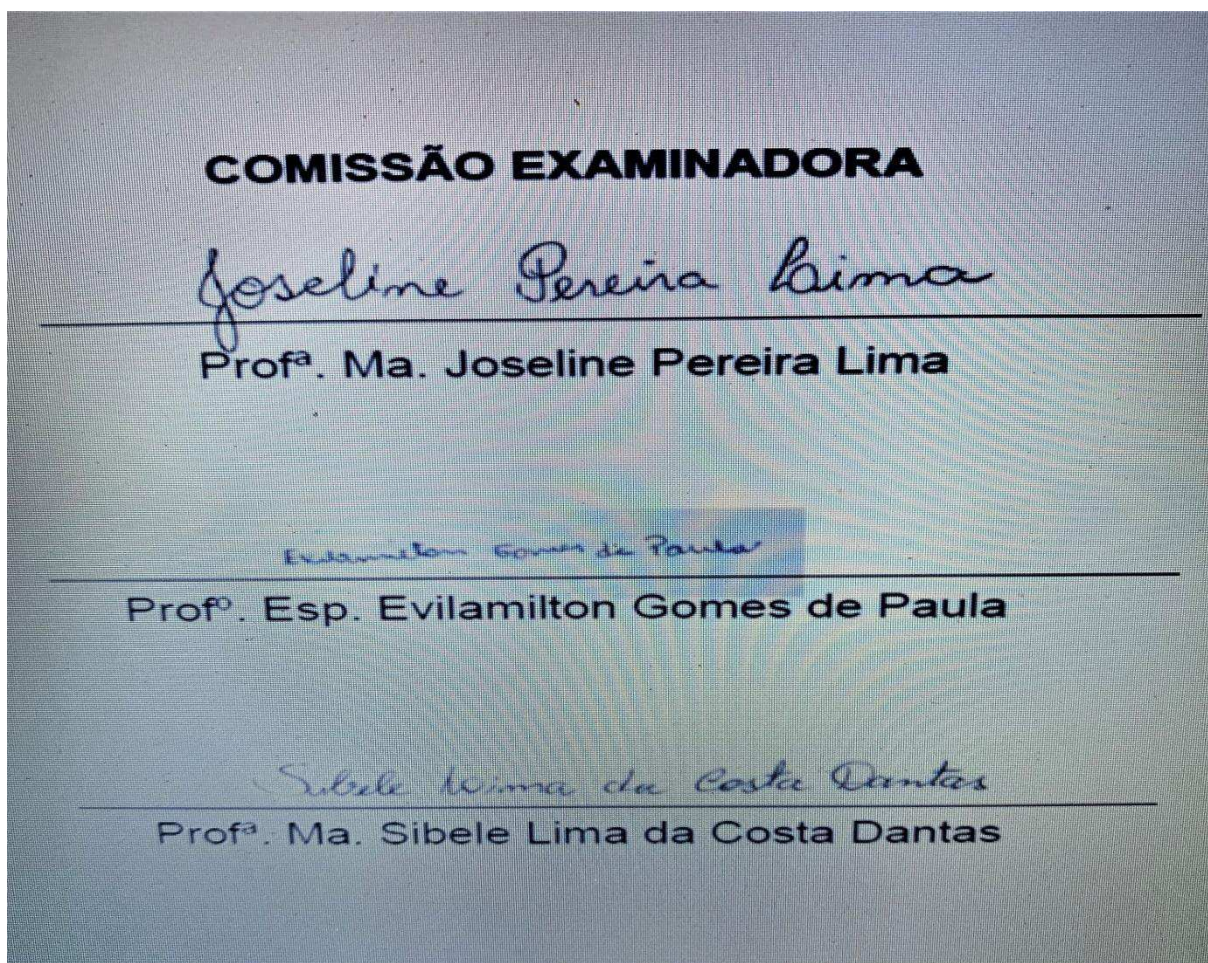 COMISSÃO EXAMINADORA
Joseline Pereira Lima
Profª. Ma. Joseline Pereira Lima
Evilamilton Gomes de Paula
Profº. Esp. Evilamilton Gomes de Paula
Sibele Lima da Costa Dantas
Profª. Ma. Sibele Lima da Costa Dantas